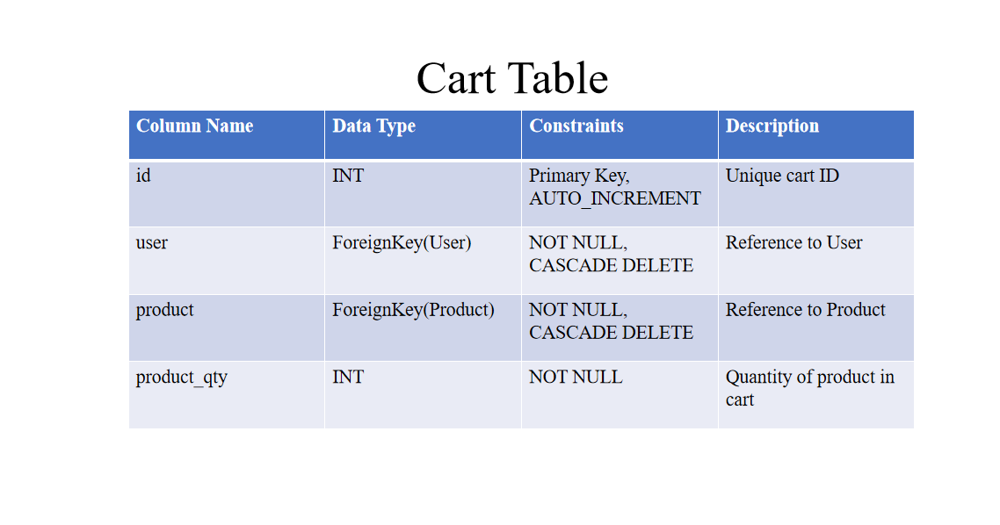 Cart Table
Column Name Data Type Constraints Description
id INT Primary Key, Unique cart ID
AUTO_INCREMENT
user ForeignKey(User) NOT NULL, Reference to User
CASCADE DELETE
product ForeignKey(Product) NOT NULL, Reference to Product
CASCADE DELETE
product_qty INT NOT NULL Quantity of product in
cart